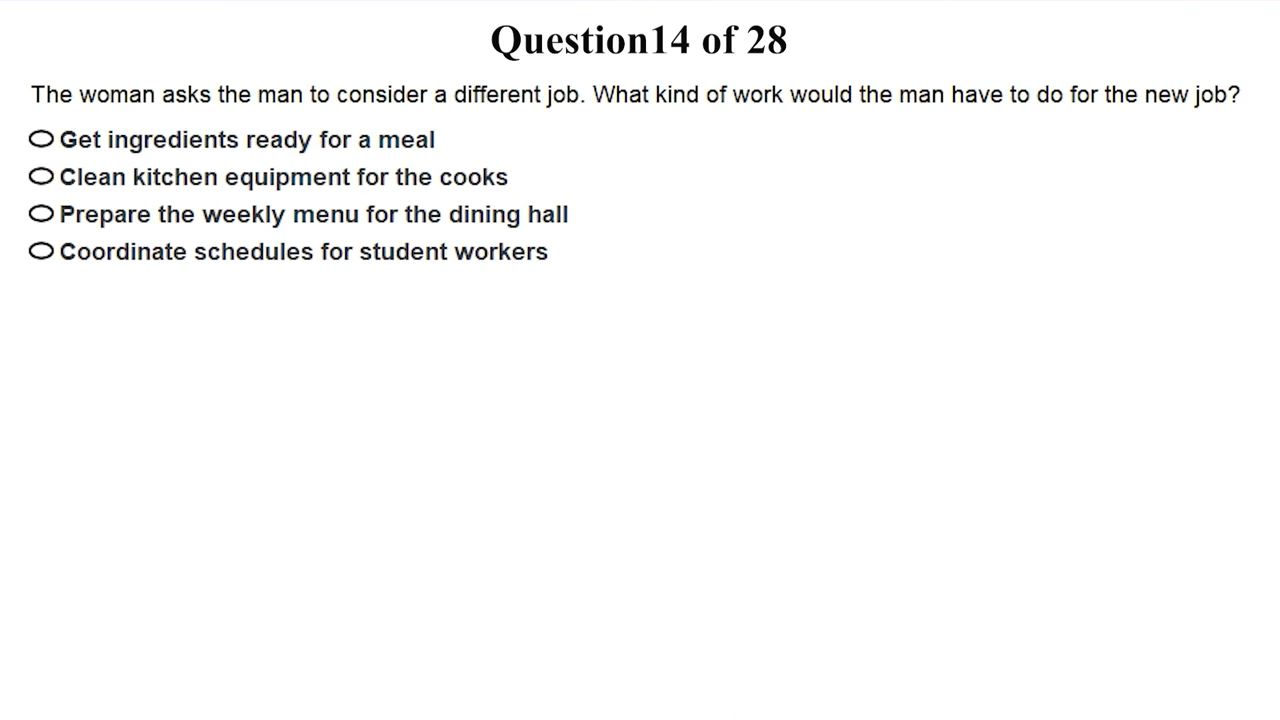 Question14 of 28
The woman asks the man to consider a different job. What kind of work would the man have to do for the new job?
Get ingredients ready for a meal
Clean kitchen equipment for the cooks
Prepare the weekly menu for the dining hall
Coordinate schedules for student workers